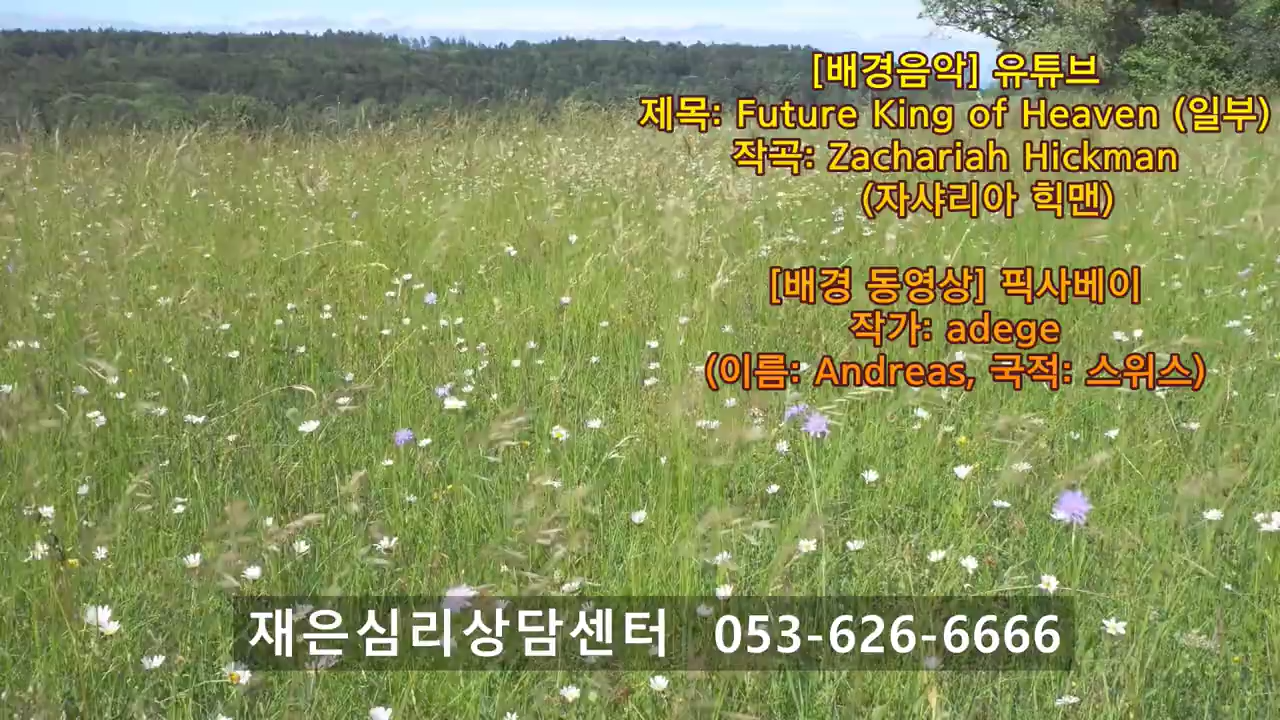 [배경음악] 유튜브
제목: Future King of Heaven (일부)
작곡: Zachariah Hickman
(자샤리아 힉맨)
[배경 동영상] 픽사베이
작가: adege
(이름: Andreas, 국적: 스위스)
재은심리상담센터 053-626-6666